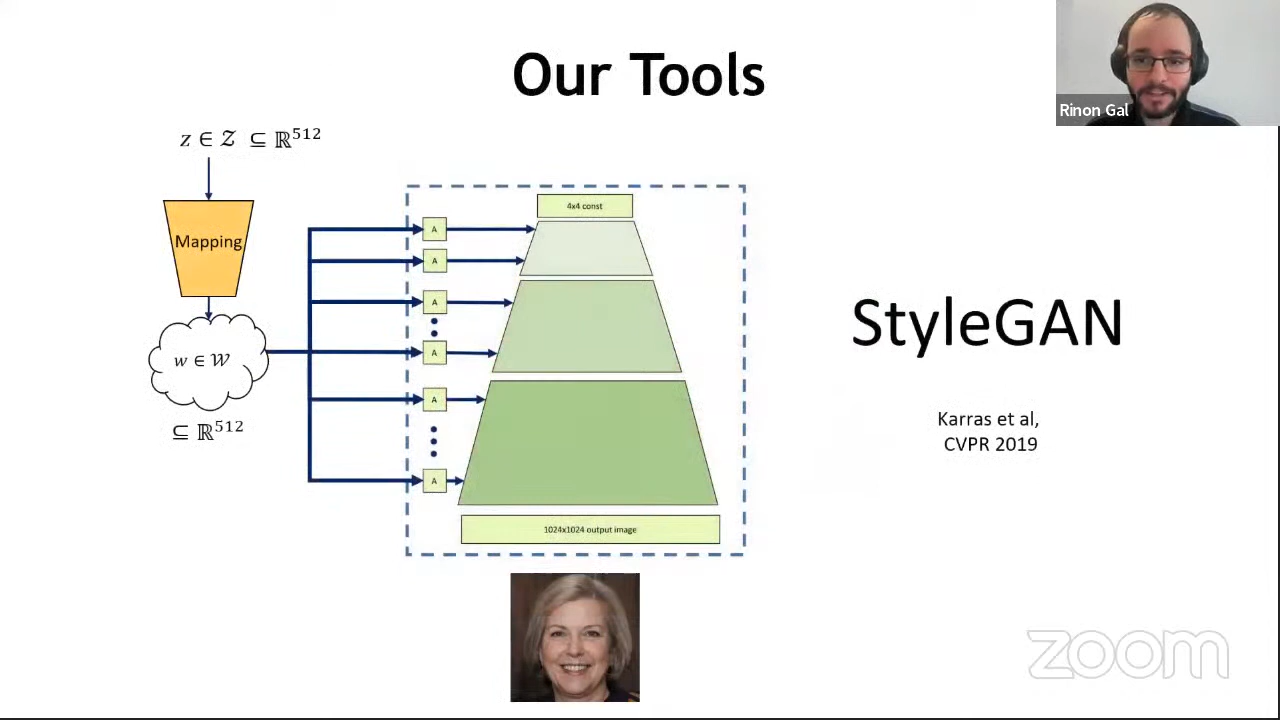 Our Tools
Rinon Gal
z ∈ 𝒵 ⊆ ℝ⁵¹²
Mapping
w ∈ 𝒲
⊆ ℝ⁵¹²
4x4 const
A
A
A
A
A
A
1024x1024 output image
StyleGAN
Karras et al,
CVPR 2019
zoom